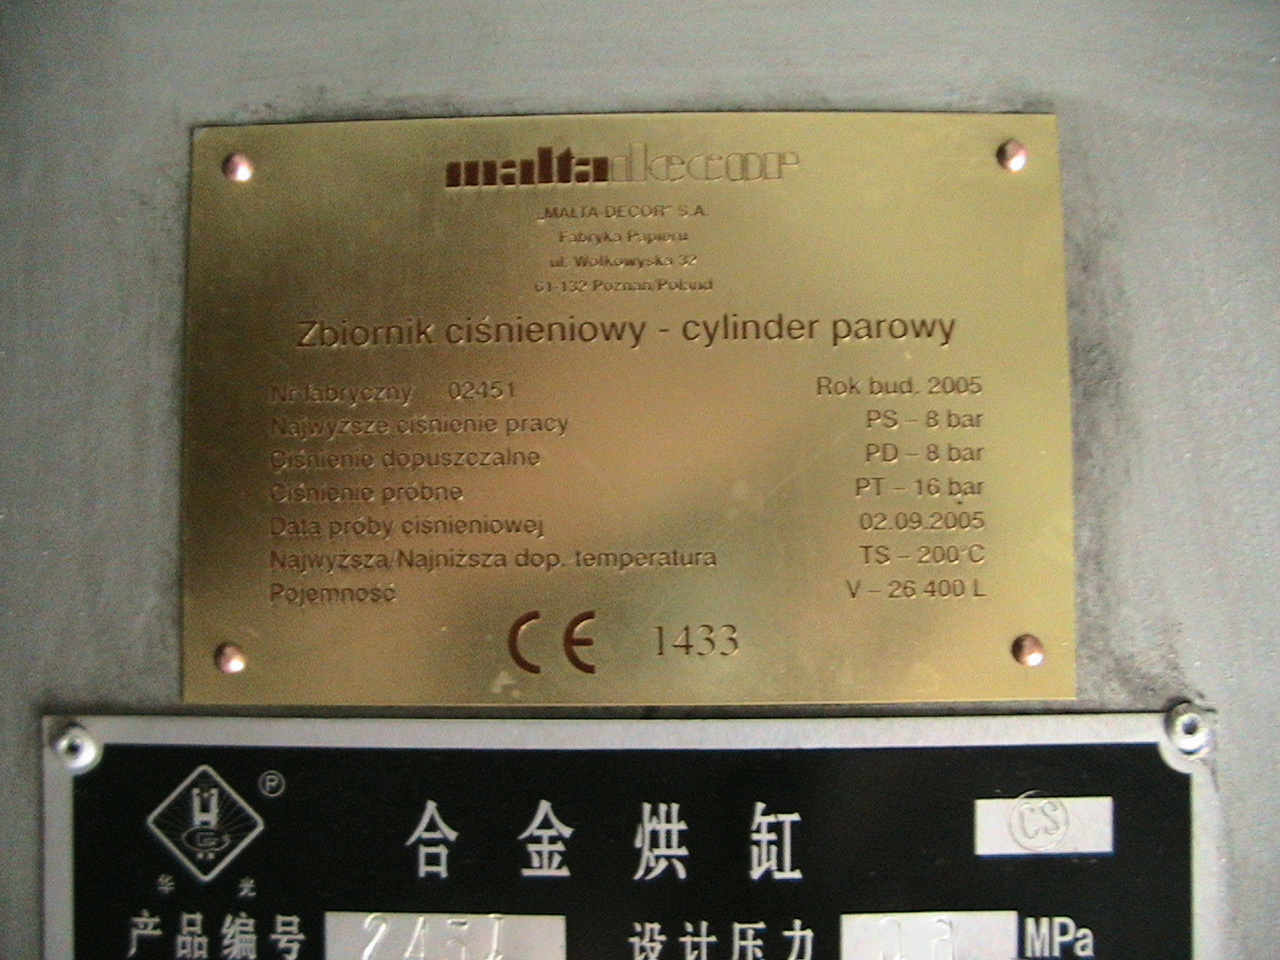 maltadecor
„MALTA-DECOR" S.A.
Fabryka Papieru
ul. Wołkowyska 32
61-132 Poznań/Poland
Zbiornik ciśnieniowy - cylinder parowy
Nr fabryczny 02451 Rok bud. 2005
Najwyższe ciśnienie pracy PS – 8 bar
Ciśnienie dopuszczalne PD – 8 bar
Ciśnienie próbne PT – 16 bar
Data próby ciśnieniowej 02.09.2005
Najwyższa/Najniższa dop. temperatura TS – 200°C
Pojemność V – 26 400 L
CE 1433
P
合金烘缸 CS
华光
产品编号 2451 设计压力 0.8 MPa